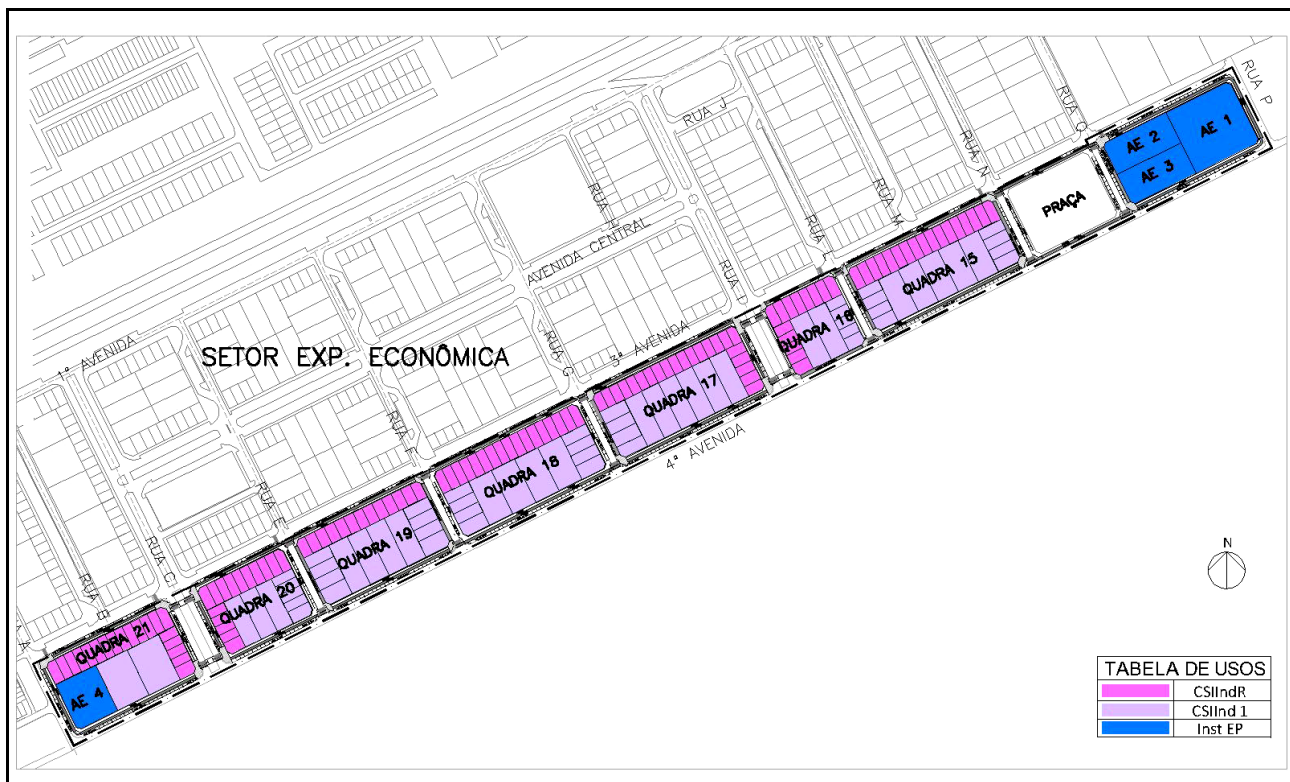 RUA P
RUA J
RUA O
AE 1
AE 2
AE 3
RUA N
PRAÇA
RUA M
RUA L
AVENIDA CENTRAL
RUA I
QUADRA 15
QUADRA 16
3ª AVENIDA
1ª AVENIDA
SETOR EXP. ECONÔMICA
RUA G
QUADRA 17
4ª AVENIDA
RUA F
QUADRA 18
RUA E
QUADRA 19
RUA C
QUADRA 20
RUA B
RUA A
QUADRA 21
AE 4
N
TABELA DE USOS
CSIIndR
CSIInd 1
Inst EP